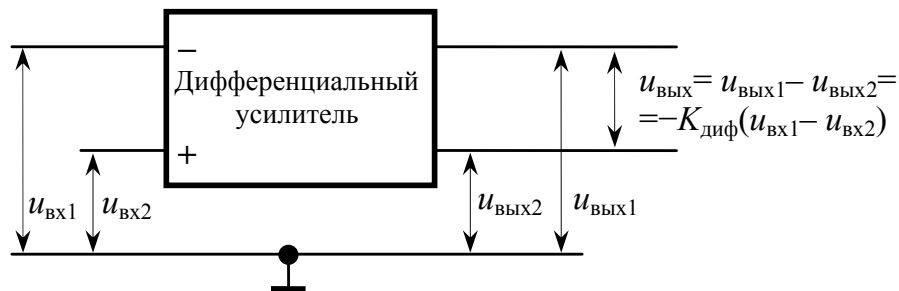 –
Дифференциальный
усилитель
+
uвх1
uвх2
uвых2
uвых1
uвых= uвых1– uвых2=
=–Kдиф(uвх1– uвх2)